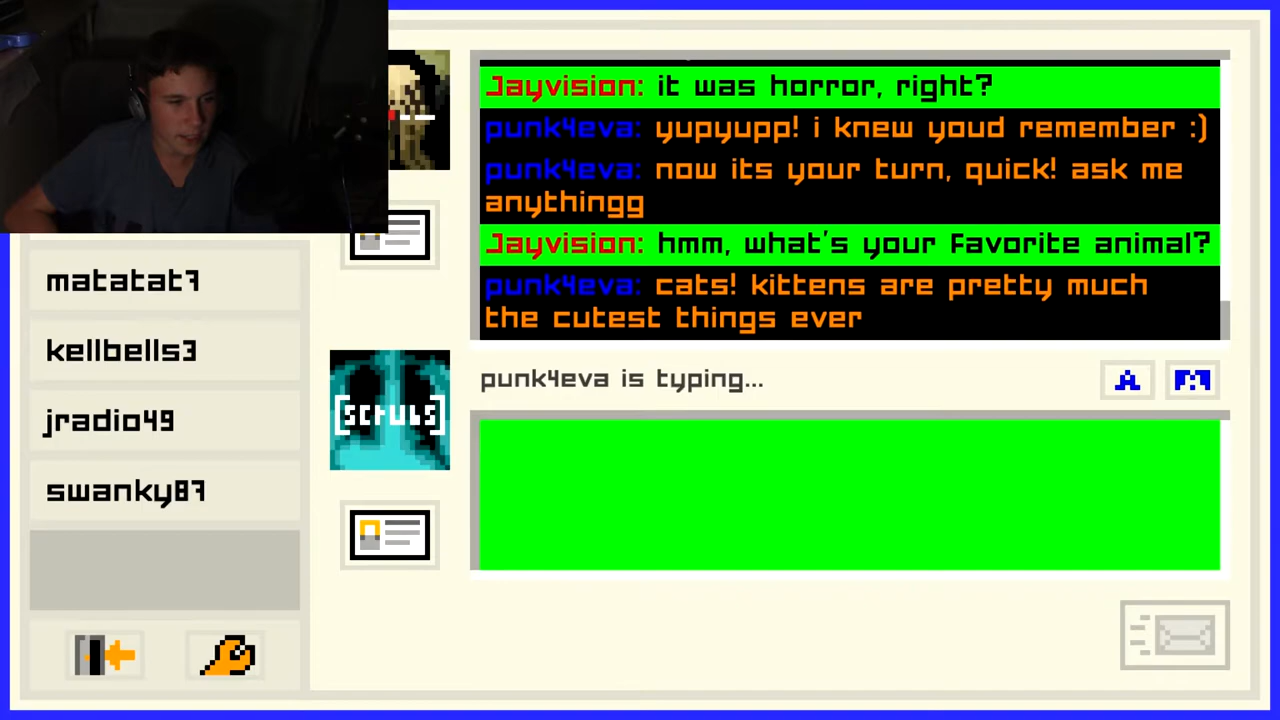 Jayvision: it was horror, right?
punk4eva: yupyupp! i knew youd remember :)
punk4eva: now its your turn, quick! ask me
anythingg
Jayvision: hmm, what's your favorite animal?
punk4eva: cats! kittens are pretty much
the cutest things ever
punk4eva is typing...
A
matatat7
kellbells3
jradio49
swanky87
[scrubs]